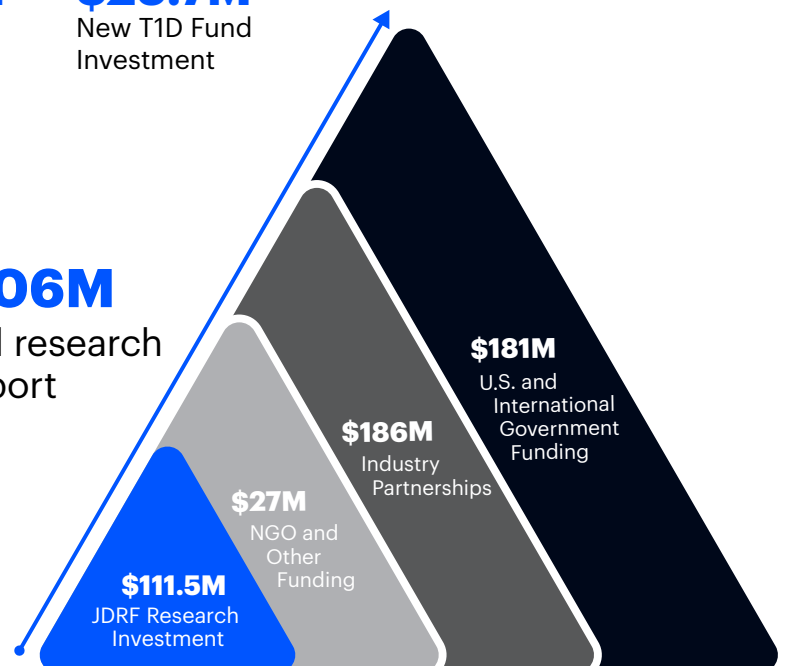 New T1D Fund
Investment
06M
research
$181M
U.S. and
International
Government
Funding
$186M
Industry
Partnerships
$27M
NGO and
Other
Funding
$111.5M
JDRF Research
Investment